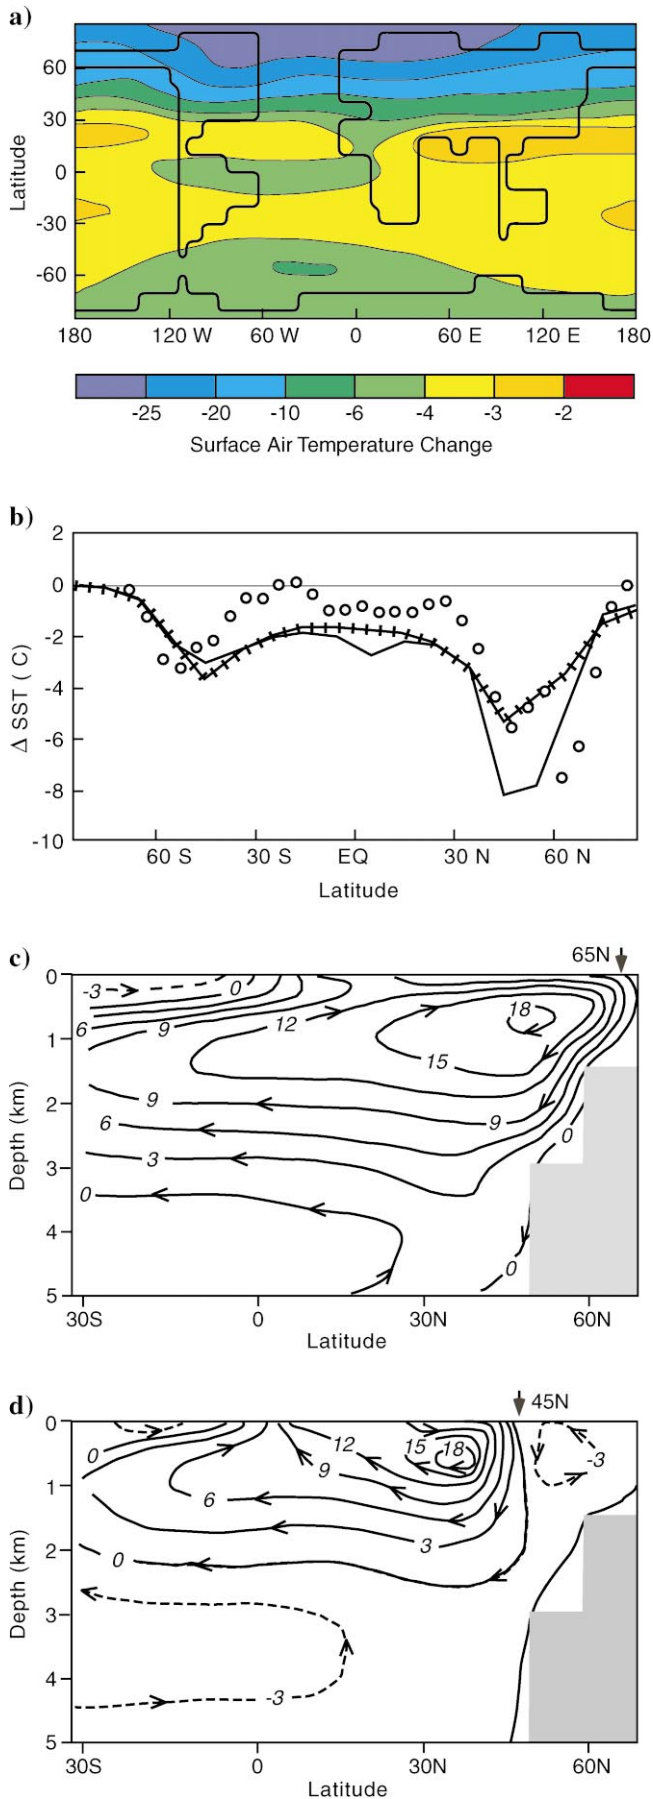 a)
60
30
0
-30
-60
Latitude
180 120 W 60 W 0 60 E 120 E 180
-25 -20 -10 -6 -4 -3 -2
Surface Air Temperature Change
b)
2
0
-2
-4
-6
-8
-10
Δ SST ( C)
60 S 30 S EQ 30 N 60 N
Latitude
c)
65N
0
1
2
3
4
5
Depth (km)
-3 0
18
6 9 12
15
9
9
6
0
3
0
0
30S 0 30N 60N
Latitude
d)
45N
0
1
2
3
4
5
Depth (km)
0
12 15 18
-3
9
6
3
0
-3
30S 0 30N 60N
Latitude